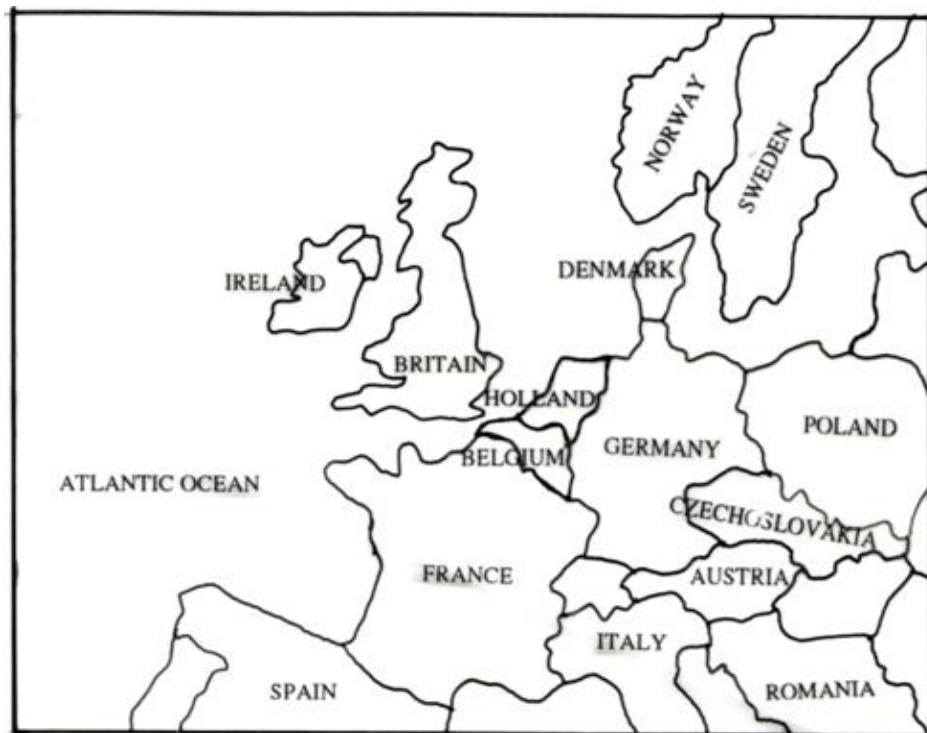 NORWAY
SWEDEN
DENMARK
IRELAND
BRITAIN
HOLLAND
POLAND
GERMANY
BELGIUM
ATLANTIC OCEAN
CZECHOSLOVAKIA
FRANCE
AUSTRIA
ITALY
SPAIN
ROMANIA